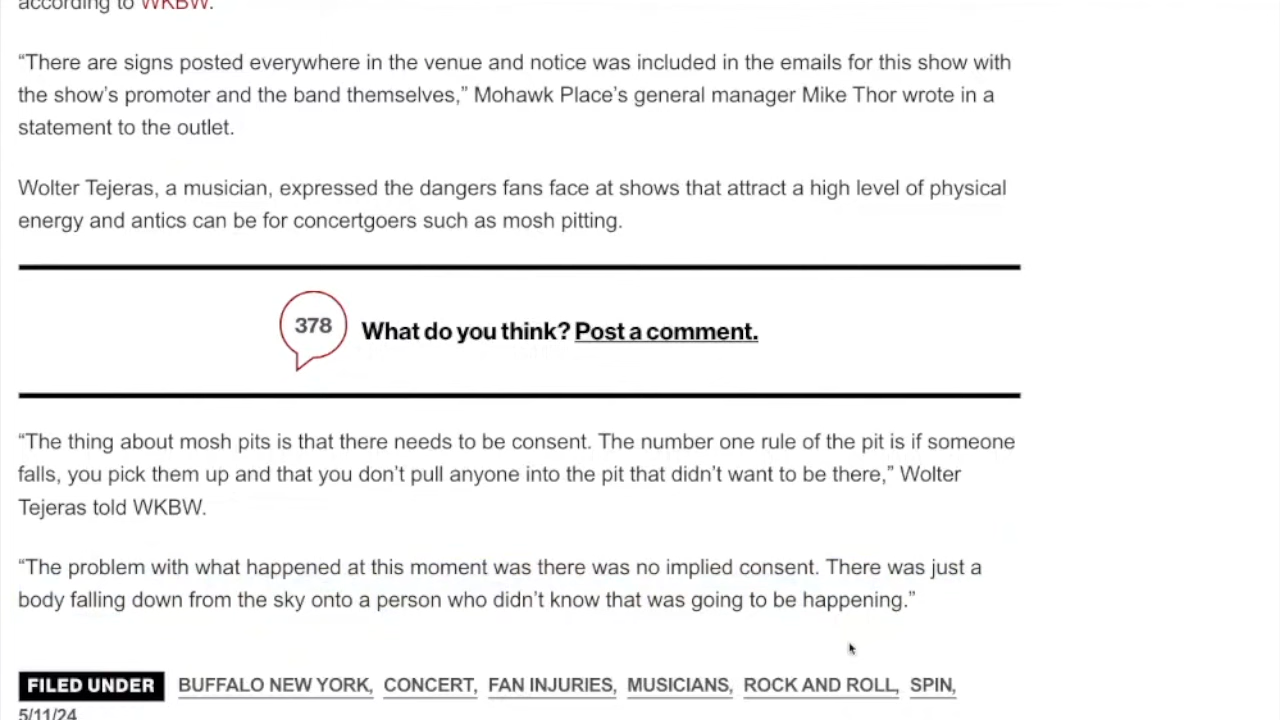 according to WKBW.
“There are signs posted everywhere in the venue and notice was included in the emails for this show with
the show’s promoter and the band themselves,” Mohawk Place’s general manager Mike Thor wrote in a
statement to the outlet.
Wolter Tejeras, a musician, expressed the dangers fans face at shows that attract a high level of physical
energy and antics can be for concertgoers such as mosh pitting.
378 What do you think? Post a comment.
“The thing about mosh pits is that there needs to be consent. The number one rule of the pit is if someone
falls, you pick them up and that you don’t pull anyone into the pit that didn’t want to be there,” Wolter
Tejeras told WKBW.
“The problem with what happened at this moment was there was no implied consent. There was just a
body falling down from the sky onto a person who didn’t know that was going to be happening.”
FILED UNDER BUFFALO NEW YORK, CONCERT, FAN INJURIES, MUSICIANS, ROCK AND ROLL, SPIN,
5/11/24